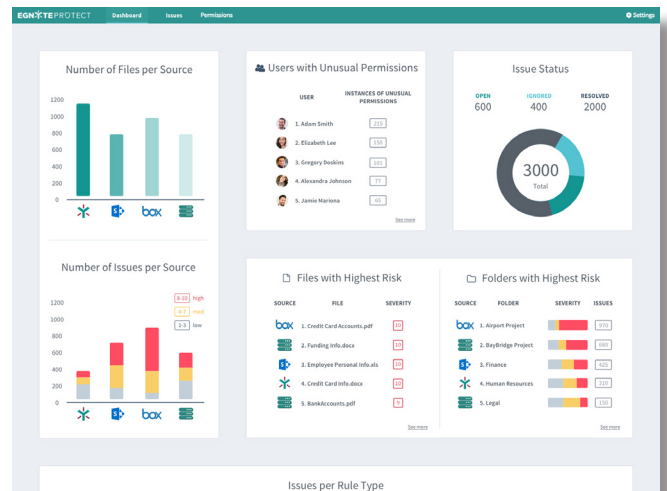 EGNYTE PROTECT Dashboard Issues Permissions Settings
Number of Files per Source
1200
1000
800
600
400
200
0
box
Number of Issues per Source
8-10 high
4-7 med
1-3 low
1200
1000
800
600
400
200
0
box
Users with Unusual Permissions
USER INSTANCES OF UNUSUAL PERMISSIONS
1. Adam Smith 215
2. Elizabeth Lee 150
3. Gregory Doskins 101
4. Alexandra Johnson 77
5. Jamie Mariona 65
See more
Issue Status
OPEN IGNORED RESOLVED
600 400 2000
3000
Total
Files with Highest Risk
SOURCE FILE SEVERITY
box 1. Credit Card Accounts.pdf 10
2. Funding Info.docx 10
S 3. Employee Personal Info.xls 10
4. Credit Card Info.docx 10
5. BankAccounts.pdf 9
See more
Folders with Highest Risk
SOURCE FOLDER SEVERITY ISSUES
box 1. Airport Project 970
2. BayBridge Project 680
S 3. Finance 425
4. Human Resources 310
5. Legal 150
See more
Issues per Rule Type